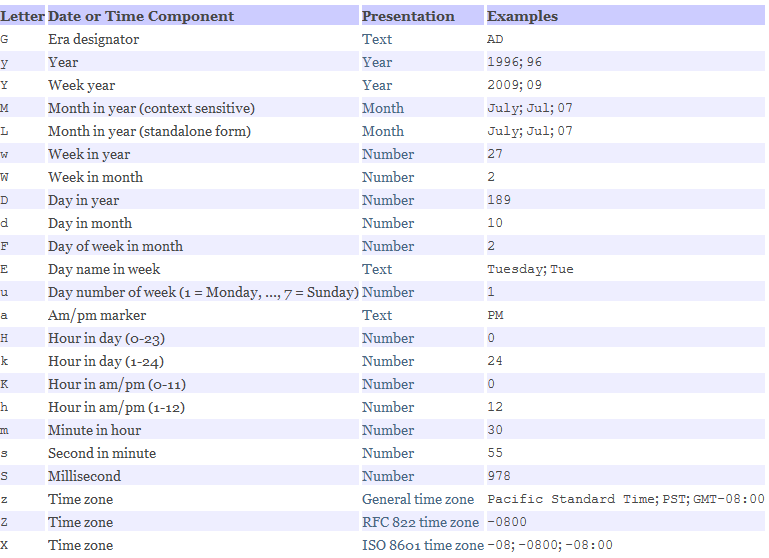 Letter Date or Time Component Presentation Examples
G Era designator Text AD
y Year Year 1996; 96
Y Week year Year 2009; 09
M Month in year (context sensitive) Month July; Jul; 07
L Month in year (standalone form) Month July; Jul; 07
w Week in year Number 27
W Week in month Number 2
D Day in year Number 189
d Day in month Number 10
F Day of week in month Number 2
E Day name in week Text Tuesday; Tue
u Day number of week (1 = Monday, ..., 7 = Sunday) Number 1
a Am/pm marker Text PM
H Hour in day (0-23) Number 0
k Hour in day (1-24) Number 24
K Hour in am/pm (0-11) Number 0
h Hour in am/pm (1-12) Number 12
m Minute in hour Number 30
s Second in minute Number 55
S Millisecond Number 978
z Time zone General time zone Pacific Standard Time; PST; GMT-08:00
Z Time zone RFC 822 time zone -0800
X Time zone ISO 8601 time zone -08; -0800; -08:00